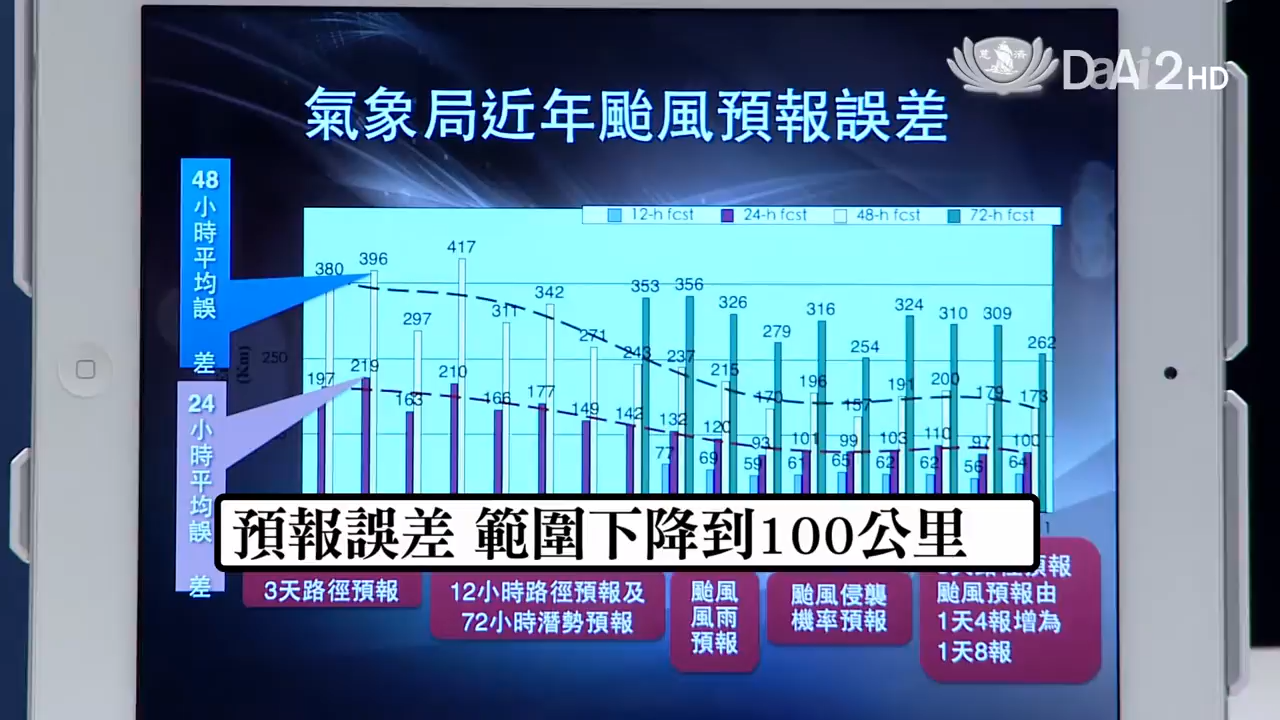 慈 濟
DaAi2HD
氣象局近年颱風預報誤差
48小時平均誤差
24小時平均誤差
12-h fcst 24-h fcst 48-h fcst 72-h fcst
(Km)
250
380 396 297 417 311 342 271 243 237 215 170 196 157 191 200 179 173
353 356 326 279 316 254 324 310 309 262
197 219 163 210 166 177 149 142 132 120 93 101 99 103 110 97 100
77 69 59 61 65 62 62 56 64
預報誤差 範圍下降到100公里
3天路徑預報
12小時路徑預報及
72小時潛勢預報
颱風
風雨
預報
颱風侵襲
機率預報
颱風預報由
1天4報增為
1天8報